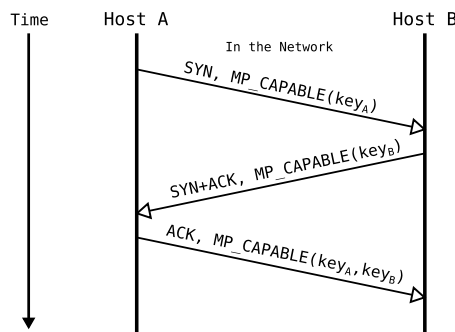 Time
Host A
Host B
In the Network
SYN, MP_CAPABLE(keyA)
SYN+ACK, MP_CAPABLE(keyB)
ACK, MP_CAPABLE(keyA,keyB)